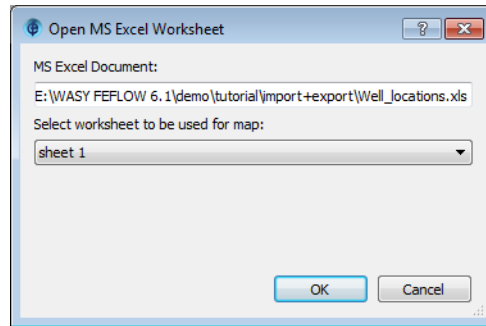 Open MS Excel Worksheet
MS Excel Document:
E:\WASY FEFLOW 6.1\demo\tutorial\import+export\Well_locations.xls
Select worksheet to be used for map:
sheet 1
OK Cancel